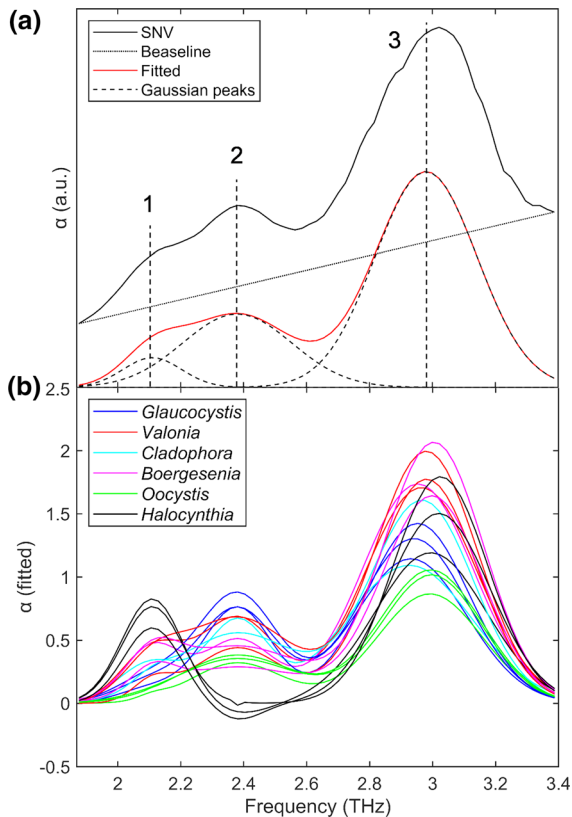 (a)
SNV
Beaseline
Fitted
Gaussian peaks
1
2
3
α (a.u.)
(b)
2.5
2
1.5
1
0.5
0
-0.5
Glaucocystis
Valonia
Cladophora
Boergesenia
Oocystis
Halocynthia
α (fitted)
2 2.2 2.4 2.6 2.8 3 3.2 3.4
Frequency (THz)